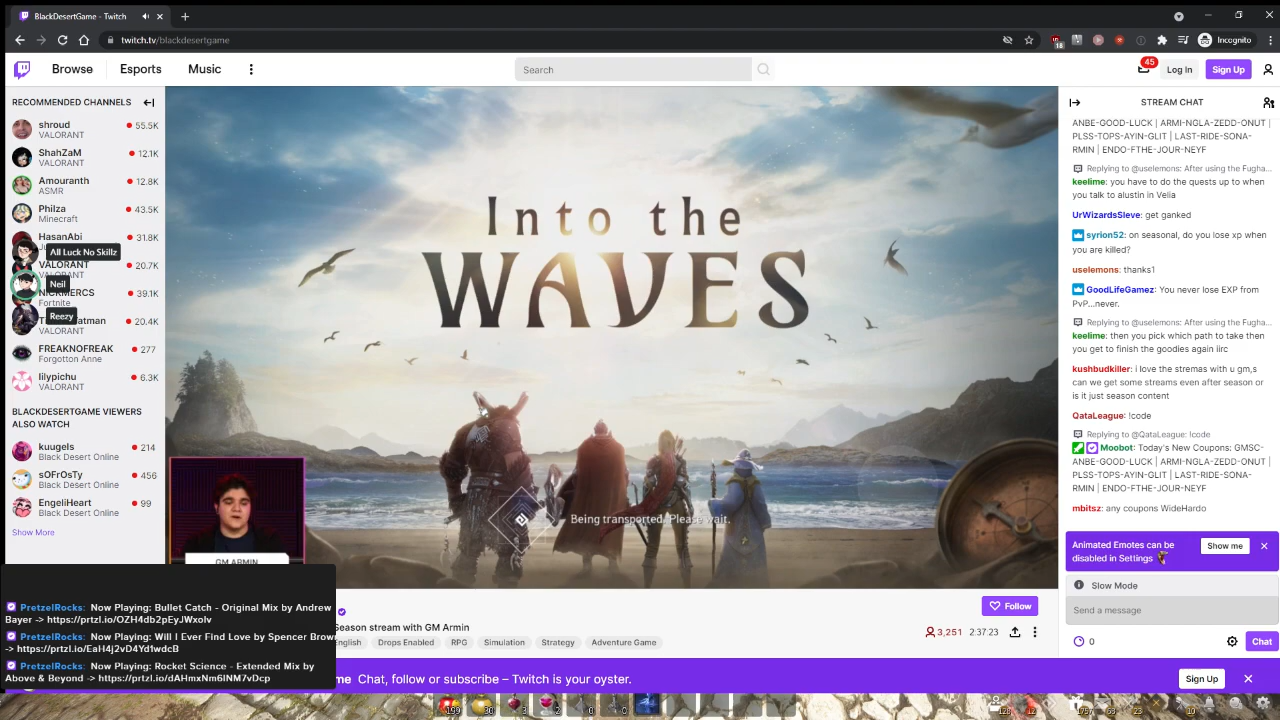 BlackDesertGame - Twitch
twitch.tv/blackdesertgame
18
Incognito
Browse
Esports
Music
Search
45
Log In
Sign Up
RECOMMENDED CHANNELS
shroud
55.5K
VALORANT
ShahZaM
12.1K
VALORANT
Amouranth
12.8K
ASMR
Philza
43.5K
Minecraft
HasanAbi
31.8K
All Luck No Skillz
VALORANT
20.7K
Neil
NICKMERCS
39.1K
Fortnite
Reezy
20.4K
VALORANT
FREAKNOFREAK
277
Forgotton Anne
lilypichu
6.3K
VALORANT
BLACKDESERTGAME VIEWERS
ALSO WATCH
kuugels
214
Black Desert Online
sOFrOsTy
456
Black Desert Online
EngeliHeart
99
Black Desert Online
Show More
Into the
WAVES
Being transported. Please wait.
GM ARMIN
PretzelRocks: Now Playing: Bullet Catch - Original Mix by Andrew
Bayer -> https://prtzl.io/OZH4db2pEyJWxolv
PretzelRocks: Now Playing: Will I Ever Find Love by Spencer Brown
-> https://prtzl.io/EaH4j2vD4Yd1wdcB
PretzelRocks: Now Playing: Rocket Science - Extended Mix by
Above & Beyond -> https://prtzl.io/dAHmxNm6lNM7vDcp
Season stream with GM Armin
English
Drops Enabled
RPG
Simulation
Strategy
Adventure Game
Follow
3,251
2:37:23
me Chat, follow or subscribe – Twitch is your oyster.
Sign Up
STREAM CHAT
ANBE-GOOD-LUCK | ARMI-NGLA-ZEDD-ONUT |
PLSS-TOPS-AYIN-GLIT | LAST-RIDE-SONA-
RMIN | ENDO-FTHE-JOUR-NEYF
Replying to @uselemons: After using the Fugha...
keelime: you have to do the quests up to when
you talk to alustin in Velia
UrWizardsSleve: get ganked
syrion52: on seasonal, do you lose xp when
you are killed?
uselemons: thanks1
GoodLifeGamez: You never lose EXP from
PvP...never.
Replying to @uselemons: After using the Fugha...
keelime: then you pick which path to take then
you get to finish the goodies again iirc
kushbudkiller: i love the stremas with u gm,s
can we get some streams even after season or
is it just season content
QataLeague: !code
Replying to @QataLeague: !code
Moobot: Today's New Coupons: GMSC-
ANBE-GOOD-LUCK | ARMI-NGLA-ZEDD-ONUT |
PLSS-TOPS-AYIN-GLIT | LAST-RIDE-SONA-
RMIN | ENDO-FTHE-JOUR-NEYF
mbitsz: any coupons WideHardo
Animated Emotes can be
disabled in Settings
Show me
Slow Mode
Send a message
0
Chat